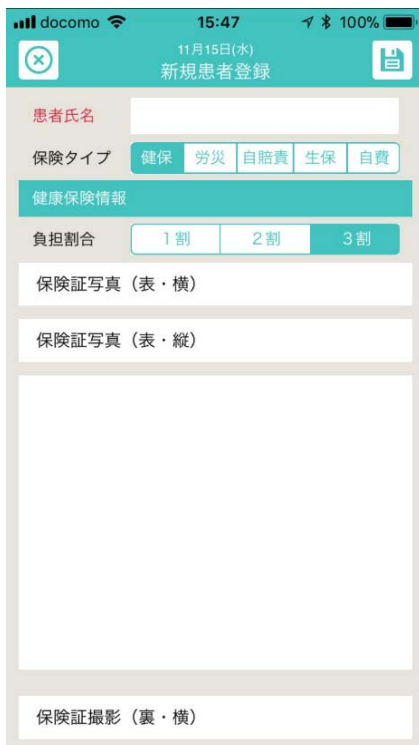 docomo 15:47 100%
11月15日(水)
新規患者登録
患者氏名
保険タイプ 健保 労災 自賠責 生保 自費
健康保険情報
負担割合 1割 2割 3割
保険証写真（表・横）
保険証写真（表・縦）
保険証撮影（裏・横）